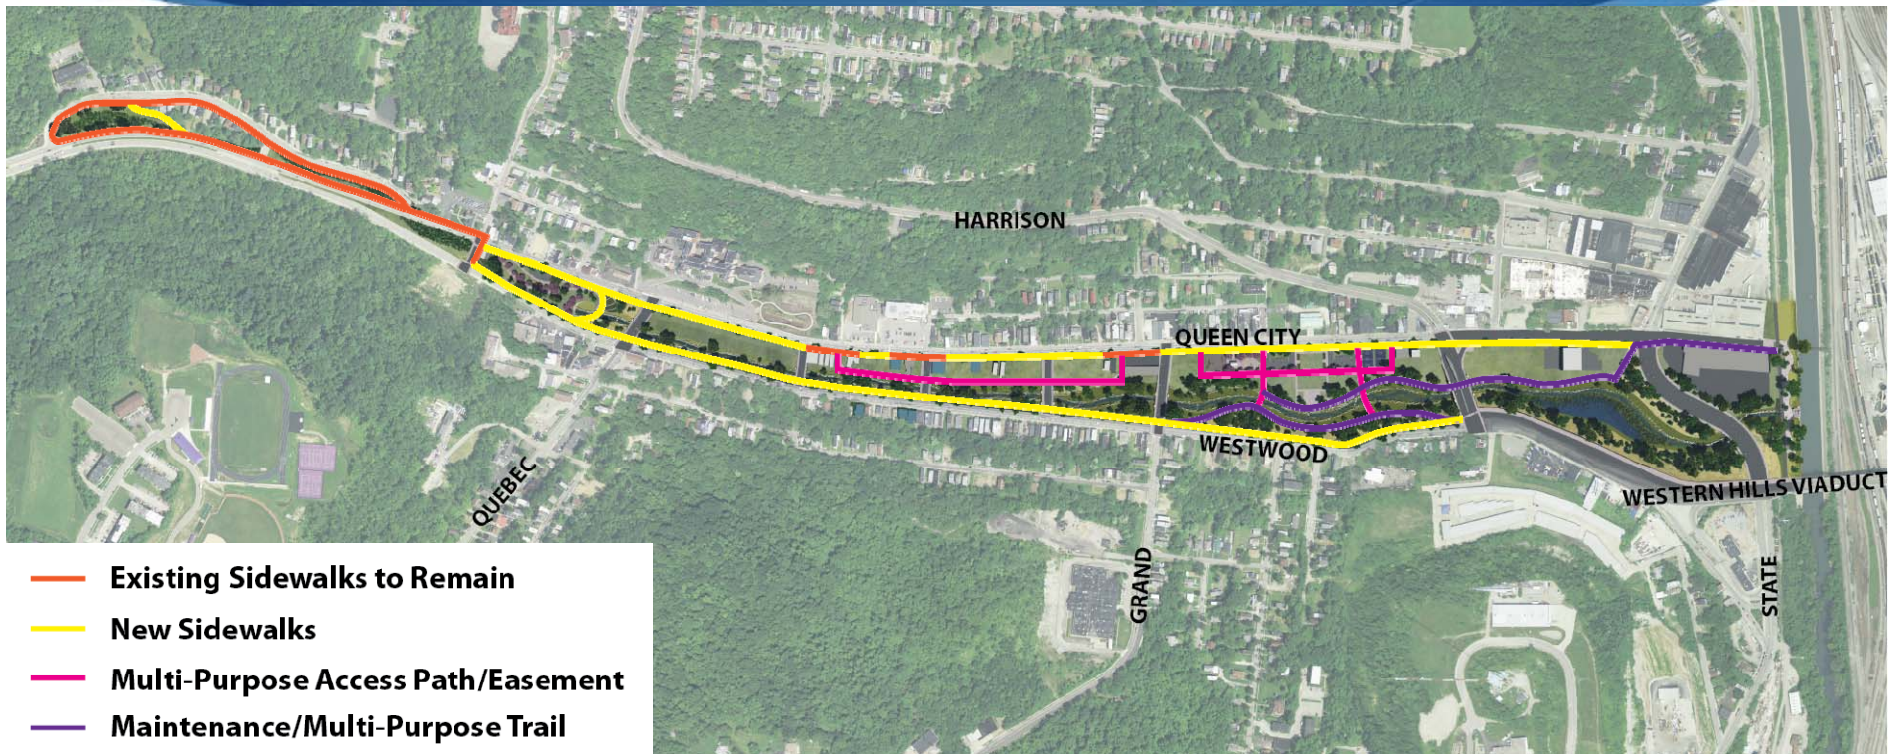 HARRISON
QUEEN CITY
WESTWOOD
QUEBEC
WESTERN HILLS VIADUCT
GRAND
STATE
Existing Sidewalks to Remain
New Sidewalks
Multi-Purpose Access Path/Easement
Maintenance/Multi-Purpose Trail